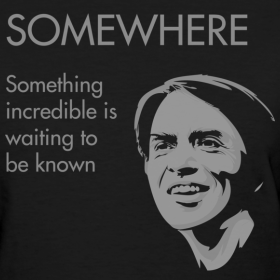 SOMEWHERE
Something
incredible is
waiting to
be known